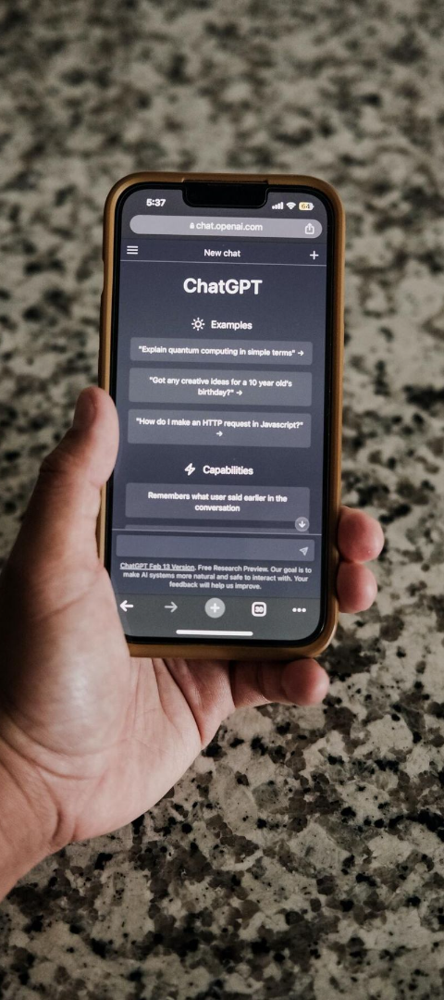 5:37
64
chat.openai.com
New chat
ChatGPT
Examples
"Explain quantum computing in simple terms" →
"Got any creative ideas for a 10 year old's
birthday?" →
"How do I make an HTTP request in Javascript?"
→
Capabilities
Remembers what user said earlier in the
conversation
ChatGPT Feb 13 Version. Free Research Preview. Our goal is to
make AI systems more natural and safe to interact with. Your
feedback will help us improve.